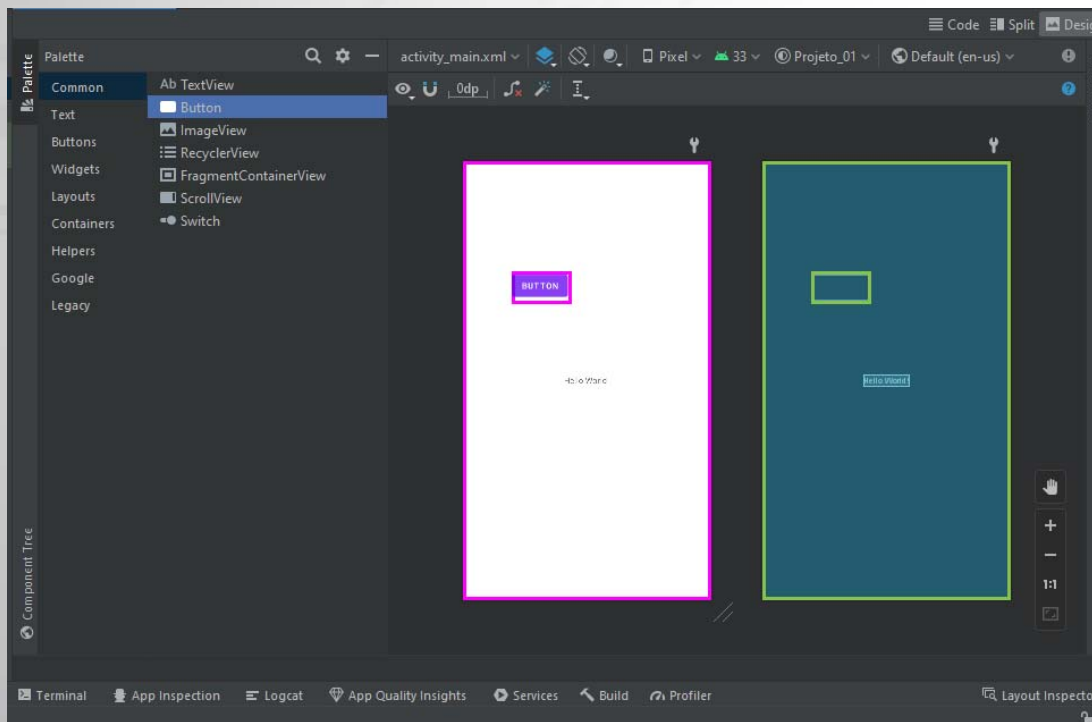 Code Split Desig
Palette
Palette
activity_main.xml Pixel 33 Projeto_01 Default (en-us)
Common
Text
Buttons
Widgets
Layouts
Containers
Helpers
Google
Legacy
Ab TextView
Button
ImageView
RecyclerView
FragmentContainerView
ScrollView
Switch
0dp
BUTTON
Hello World
Hello World!
1:1
Component Tree
Terminal App Inspection Logcat App Quality Insights Services Build Profiler Layout Inspecto